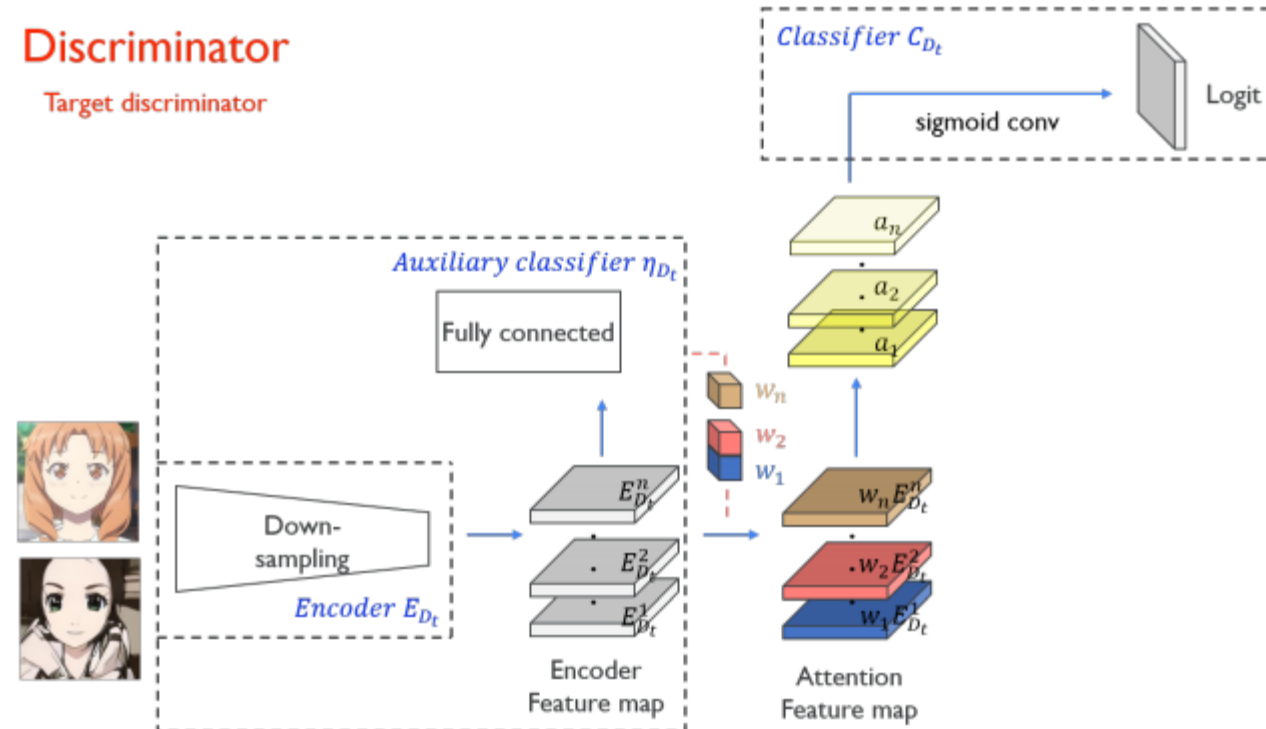 Discriminator
Target discriminator
Classifier C_{D_t}
Logit
sigmoid conv
a_n
a_2
a_1
Auxiliary classifier η_{D_t}
Fully connected
w_n
w_2
w_1
E^n_{D_t}
E^2_{D_t}
E^1_{D_t}
w_n E^n_{D_t}
w_2 E^2_{D_t}
w_1 E^1_{D_t}
Down-
sampling
Encoder E_{D_t}
Encoder
Feature map
Attention
Feature map